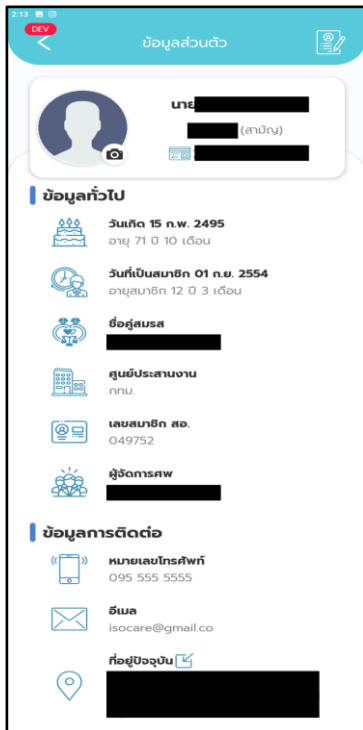 2:13
DEV
ข้อมูลส่วนตัว
นาย
(สามัญ)
ข้อมูลทั่วไป
วันเกิด 15 ก.พ. 2495
อายุ 71 ปี 10 เดือน
วันที่เป็นสมาชิก 01 ก.ย. 2554
อายุสมาชิก 12 ปี 3 เดือน
ชื่อคู่สมรส
ศูนย์ประสานงาน
กทม.
เลขสมาชิก สอ.
049752
ผู้จัดการศพ
ข้อมูลการติดต่อ
หมายเลขโทรศัพท์
095 555 5555
อีเมล
isocare@gmail.co
ที่อยู่ปัจจุบัน